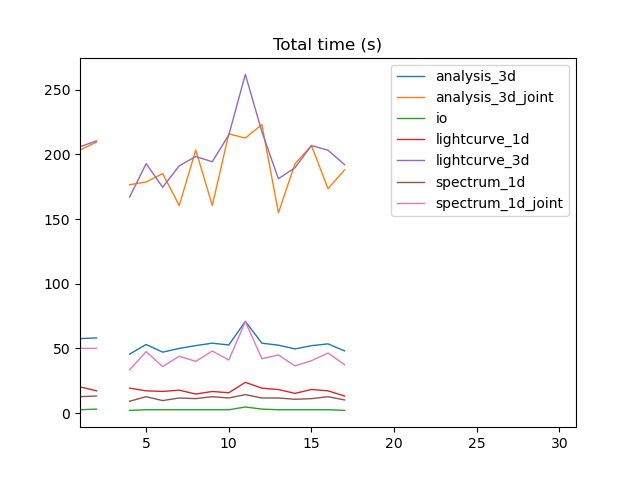 Total time (s)
250
200
150
100
50
0
5 10 15 20 25 30
analysis_3d
analysis_3d_joint
io
lightcurve_1d
lightcurve_3d
spectrum_1d
spectrum_1d_joint